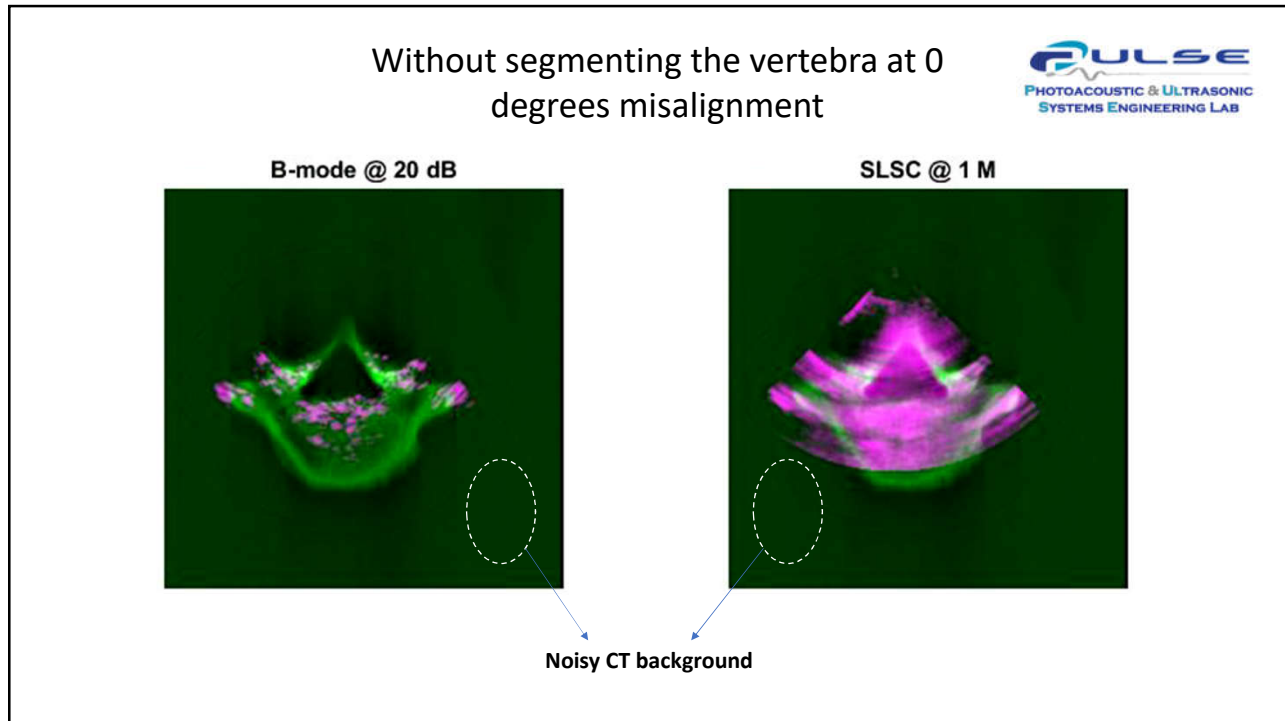 Without segmenting the vertebra at 0
degrees misalignment
PULSE
PHOTOACOUSTIC & ULTRASONIC
SYSTEMS ENGINEERING LAB
B-mode @ 20 dB
SLSC @ 1 M
Noisy CT background